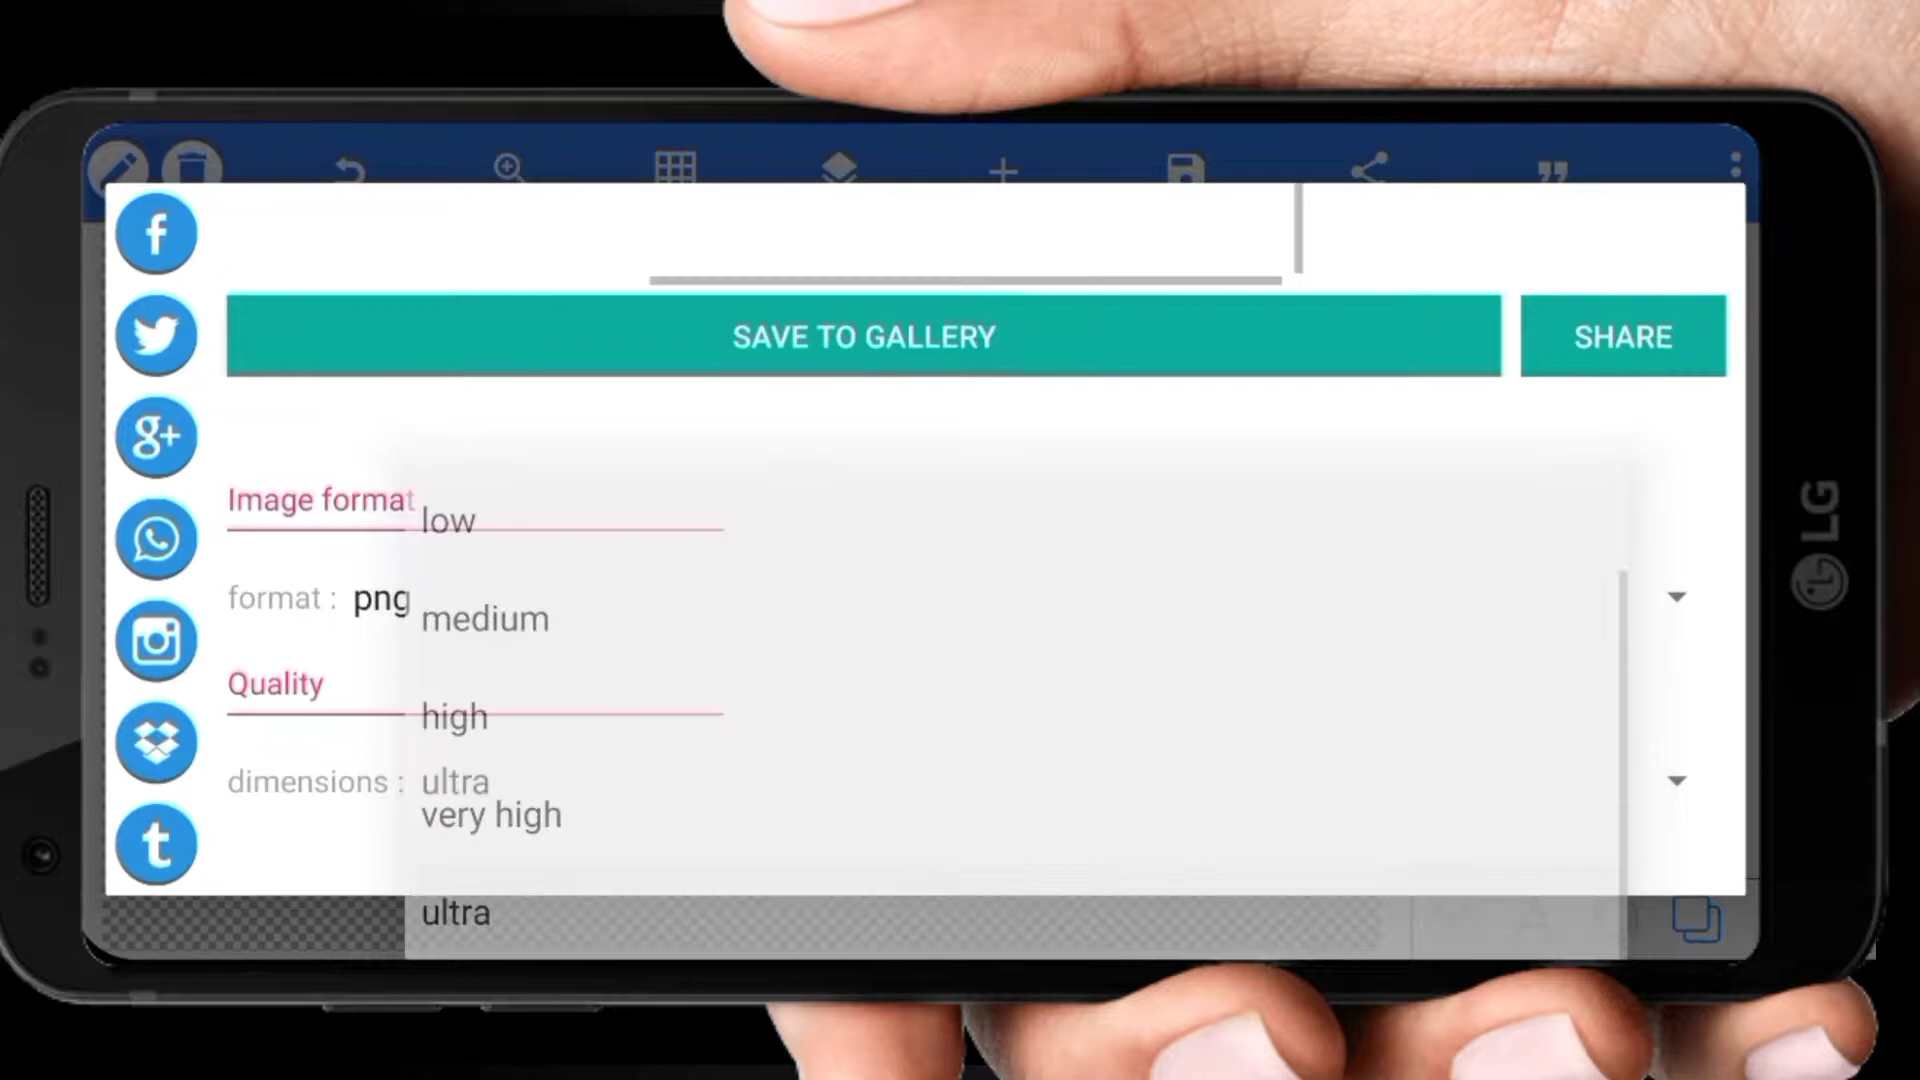 SAVE TO GALLERY
SHARE
Image format
low
format : png
medium
Quality
high
dimensions : ultra
very high
ultra
LG